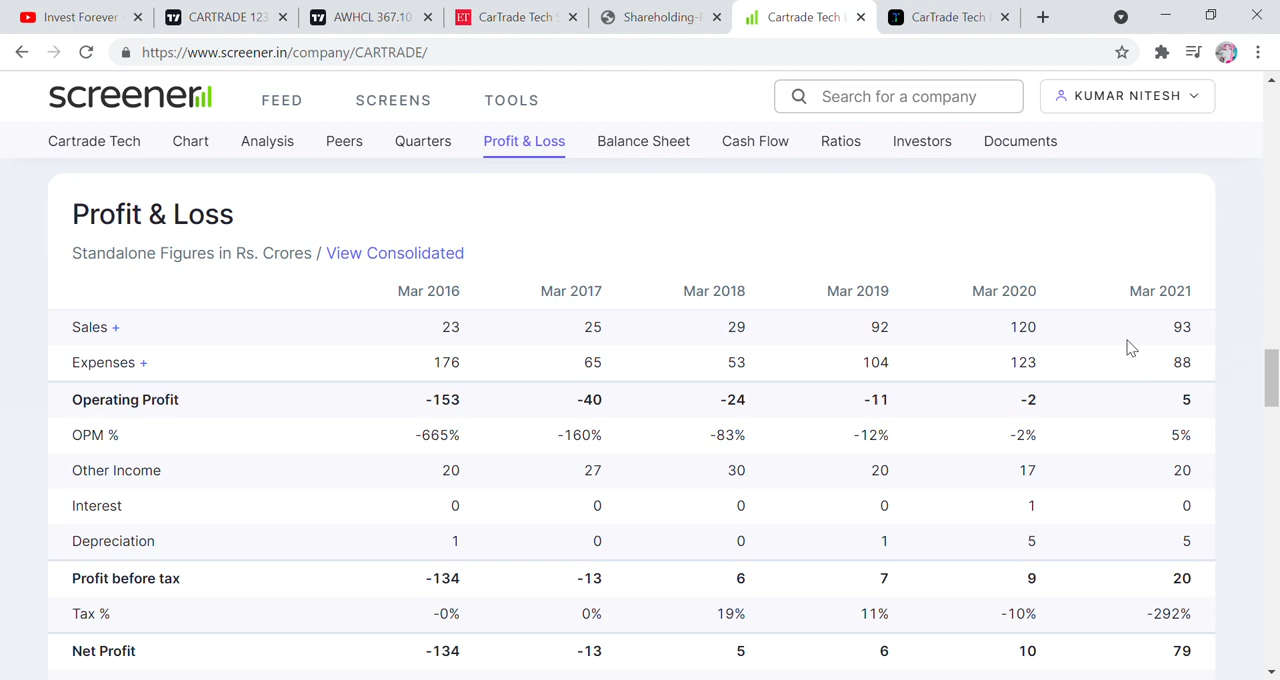 Invest Forever
CARTRADE 123
AWHCL 367.10
ET CarTrade Tech S
Shareholding-P
Cartrade Tech L
CarTrade Tech L
https://www.screener.in/company/CARTRADE/
screener FEED SCREENS TOOLS Search for a company KUMAR NITESH
Cartrade Tech Chart Analysis Peers Quarters Profit & Loss Balance Sheet Cash Flow Ratios Investors Documents
Profit & Loss
Standalone Figures in Rs. Crores / View Consolidated
Mar 2016 Mar 2017 Mar 2018 Mar 2019 Mar 2020 Mar 2021
Sales + 23 25 29 92 120 93
Expenses + 176 65 53 104 123 88
Operating Profit -153 -40 -24 -11 -2 5
OPM % -665% -160% -83% -12% -2% 5%
Other Income 20 27 30 20 17 20
Interest 0 0 0 0 1 0
Depreciation 1 0 0 1 5 5
Profit before tax -134 -13 6 7 9 20
Tax % -0% 0% 19% 11% -10% -292%
Net Profit -134 -13 5 6 10 79